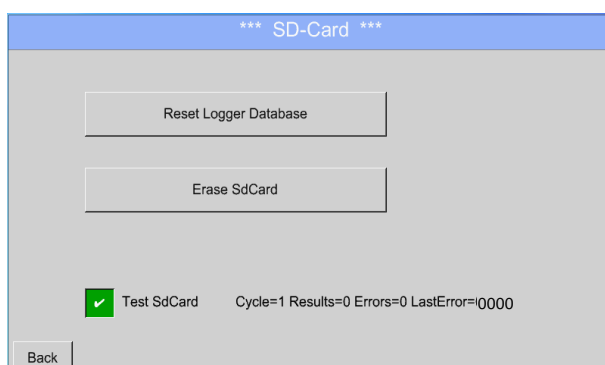 *** SD-Card ***
Reset Logger Database
Erase SdCard
✔ Test SdCard Cycle=1 Results=0 Errors=0 LastError=0000
Back